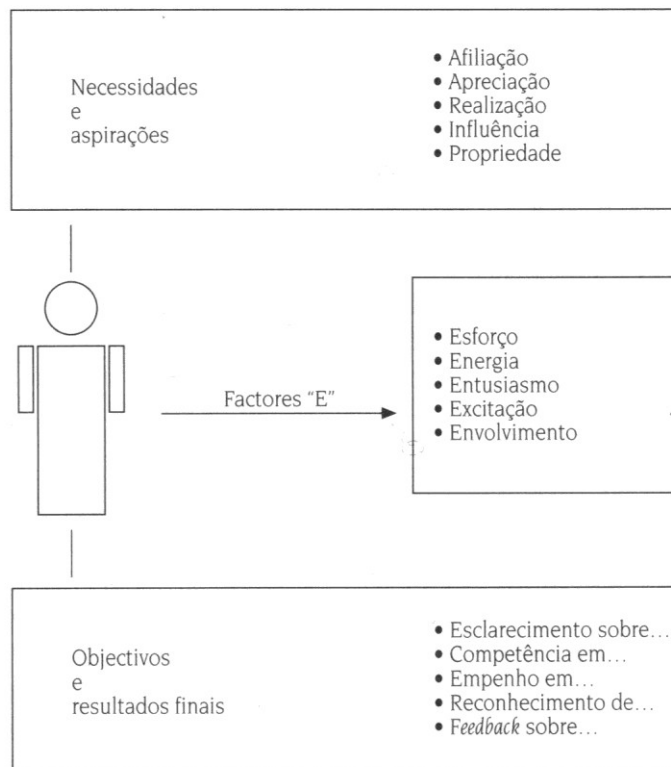 Necessidades
e
aspirações
• Afiliação
• Apreciação
• Realização
• Influência
• Propriedade
Factores "E"
• Esforço
• Energia
• Entusiasmo
• Excitação
• Envolvimento
Objectivos
e
resultados finais
• Esclarecimento sobre…
• Competência em…
• Empenho em…
• Reconhecimento de…
• Feedback sobre…